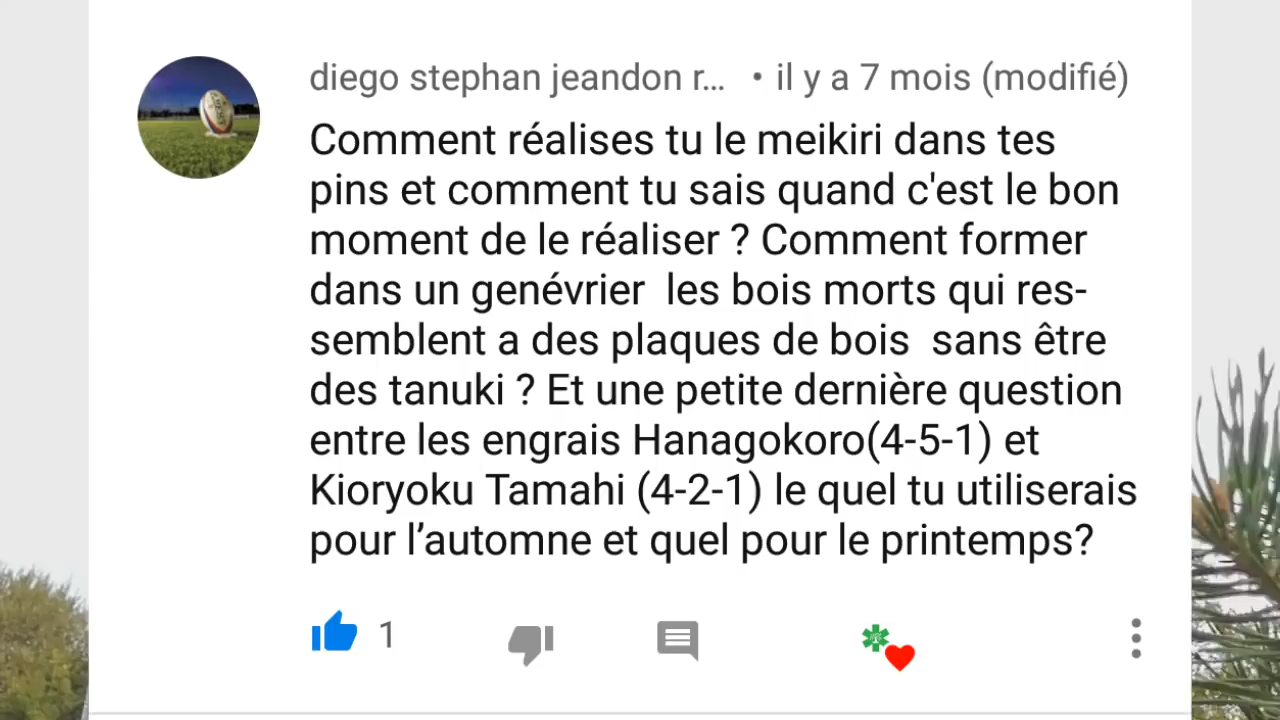 diego stephan jeandon r... • il y a 7 mois (modifié)
Comment réalises tu le meikiri dans tes
pins et comment tu sais quand c'est le bon
moment de le réaliser ? Comment former
dans un genévrier  les bois morts qui res-
semblent a des plaques de bois  sans être
des tanuki ? Et une petite dernière question
entre les engrais Hanagokoro(4-5-1) et
Kioryoku Tamahi (4-2-1) le quel tu utiliserais
pour l’automne et quel pour le printemps?
1